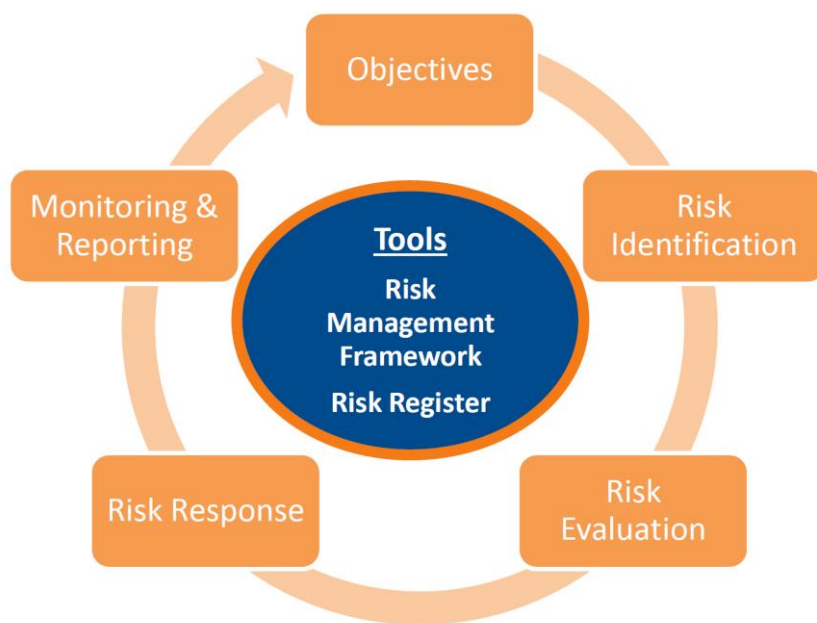 Objectives
Risk
Identification
Risk
Evaluation
Risk Response
Monitoring &
Reporting
Tools
Risk
Management
Framework
Risk Register